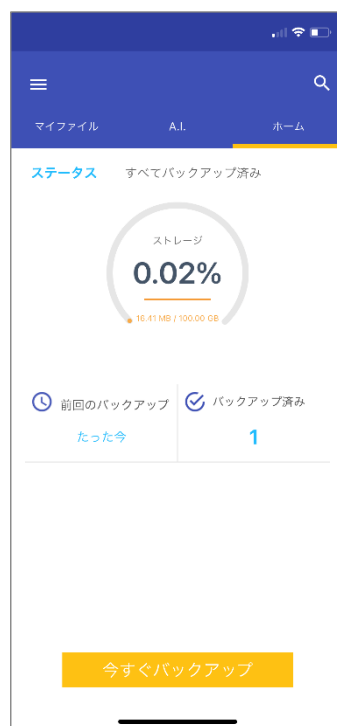 マイファイル
A.I.
ホーム
ステータス すべてバックアップ済み
ストレージ
0.02%
16.41 MB / 100.00 GB
前回のバックアップ
たった今
バックアップ済み
1
今すぐバックアップ